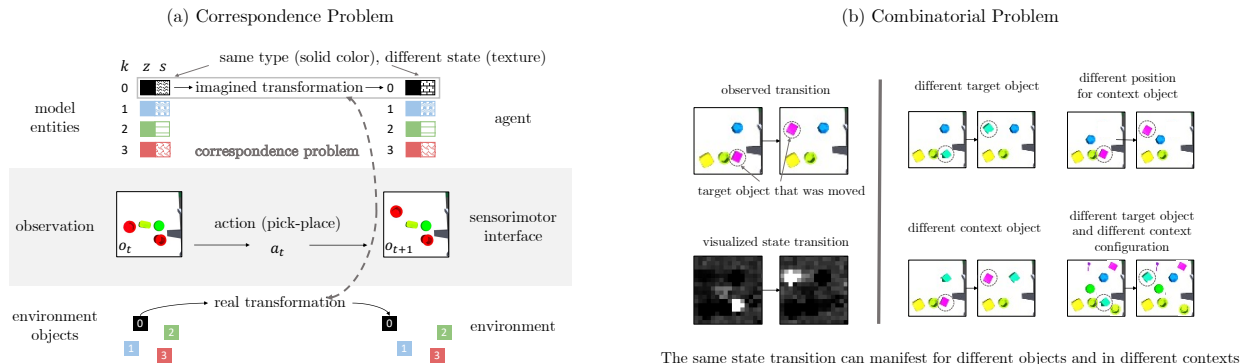 (a) Correspondence Problem
same type (solid color), different state (texture)
k z s
0 imagined transformation 0
1 1
2 2
3 3
model
entities
agent
correspondence problem
observation
o_t
action (pick-place)
a_t
o_{t+1}
sensorimotor
interface
real transformation
environment
objects
0
1
2
3
0
1
2
3
environment
(b) Combinatorial Problem
observed transition
target object that was moved
visualized state transition
different target object
different position
for context object
different context object
different target object
and different context
configuration
The same state transition can manifest for different objects and in different contexts